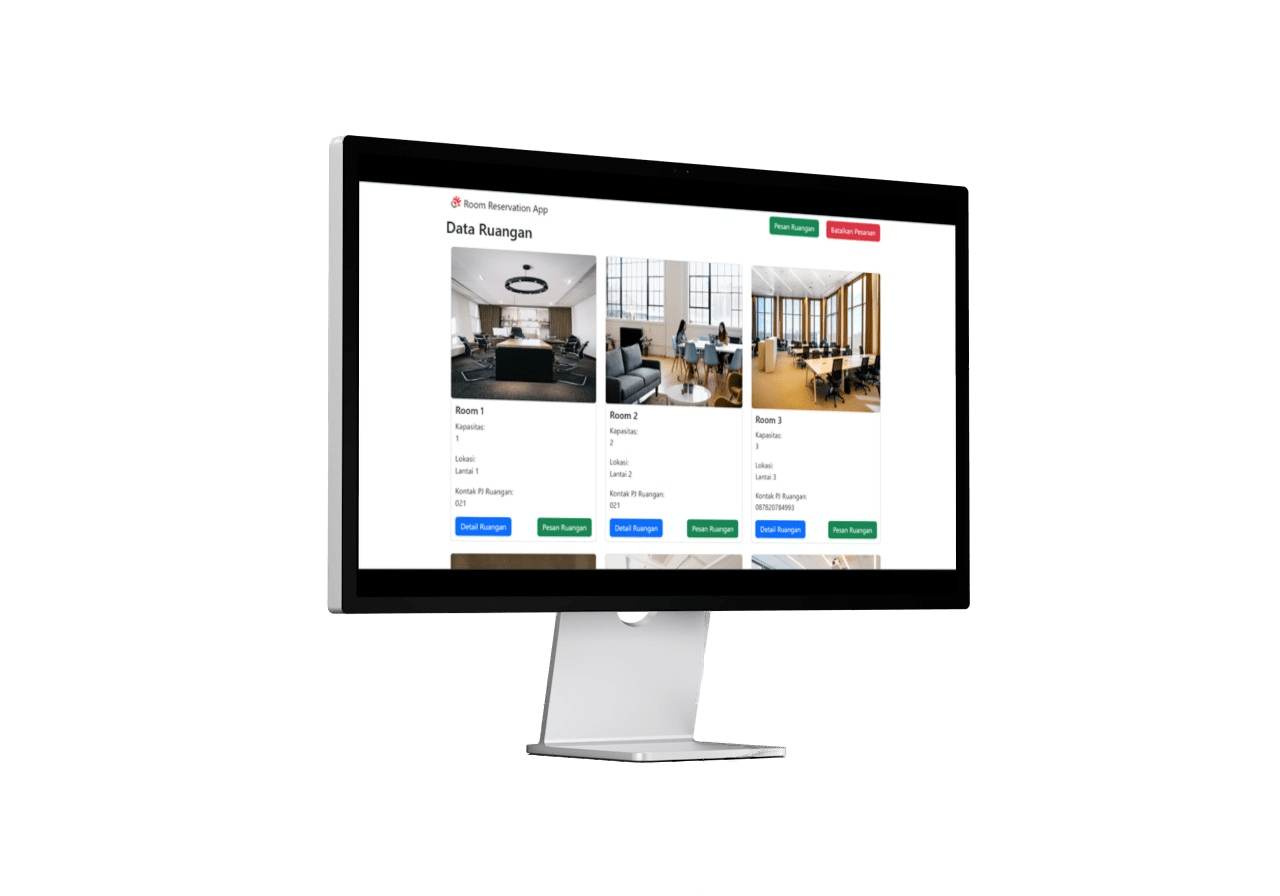 Room Reservation App
Data Ruangan
Pesan Ruangan
Batalkan Pesanan
Room 1
Kapasitas:
1
Lokasi:
Lantai 1
Kontak PJ Ruangan:
021
Detail Ruangan
Pesan Ruangan
Room 2
Kapasitas:
2
Lokasi:
Lantai 2
Kontak PJ Ruangan:
021
Detail Ruangan
Pesan Ruangan
Room 3
Kapasitas:
3
Lokasi:
Lantai 3
Kontak PJ Ruangan:
087820784993
Detail Ruangan
Pesan Ruangan